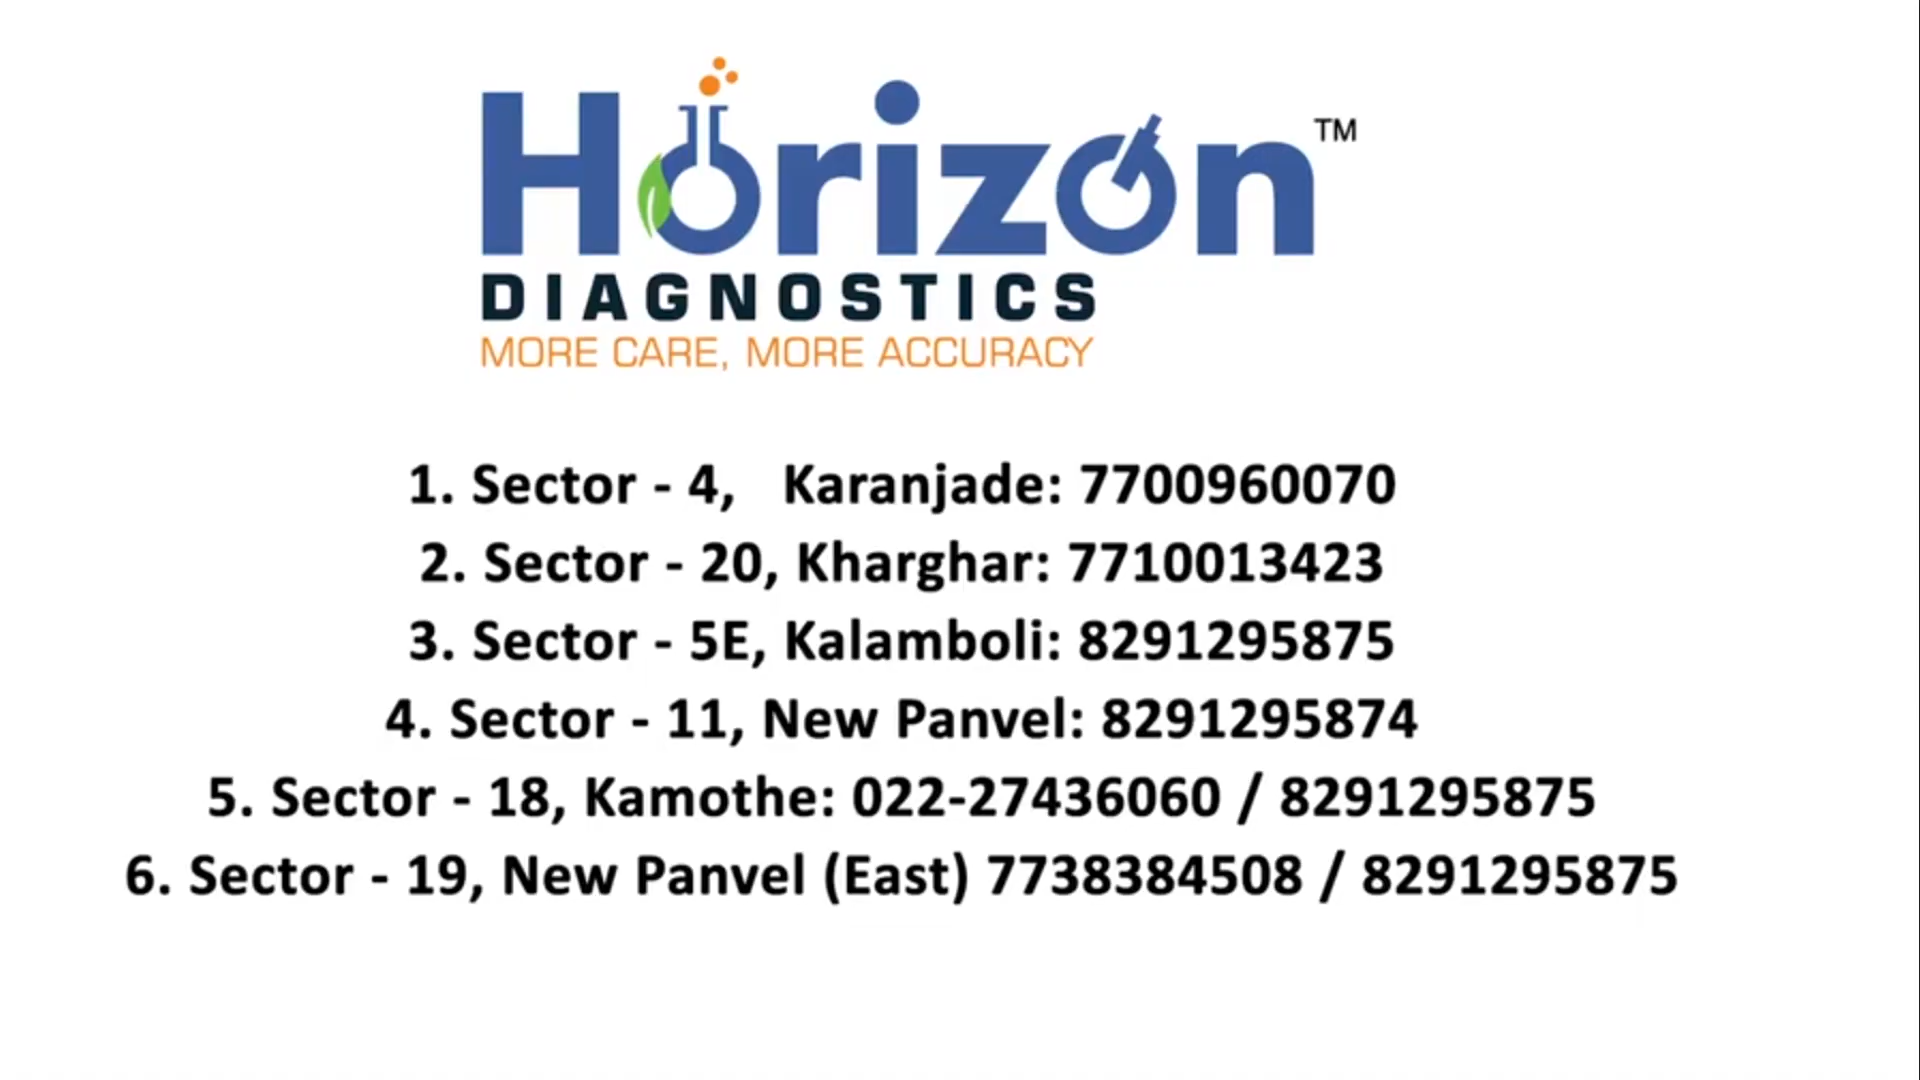 Horizon™
DIAGNOSTICS
MORE CARE, MORE ACCURACY
1. Sector - 4,   Karanjade: 7700960070
2. Sector - 20, Kharghar: 7710013423
3. Sector - 5E, Kalamboli: 8291295875
4. Sector - 11, New Panvel: 8291295874
5. Sector - 18, Kamothe: 022-27436060 / 8291295875
6. Sector - 19, New Panvel (East) 7738384508 / 8291295875